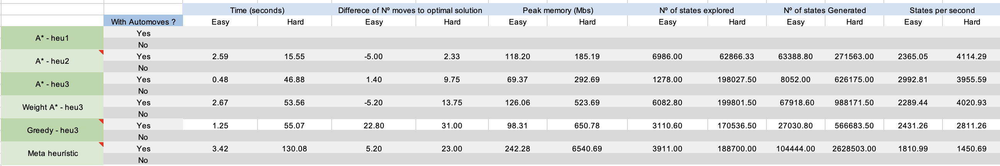 Time (seconds) Differece of Nº moves to optimal solution Peak memory (Mbs) Nº of states explored Nº of states Generated States per second
With Automoves ? Easy Hard Easy Hard Easy Hard Easy Hard Easy Hard Easy Hard
A* - heu1
Yes
No
A* - heu2
Yes 2.59 15.55 -5.00 2.33 118.20 185.19 6986.00 62866.33 63388.80 271563.00 2365.05 4114.29
No
A* - heu3
Yes 0.48 46.88 1.40 9.75 69.37 292.69 1278.00 198027.50 8052.00 626175.00 2992.81 3955.59
No
Weight A* - heu3
Yes 2.67 53.56 -5.20 13.75 126.06 523.69 6082.80 199801.50 67918.60 988171.50 2289.44 4020.93
No
Greedy - heu3
Yes 1.25 55.07 22.80 31.00 98.31 650.78 3110.60 170536.50 27030.80 566683.50 2431.26 2811.26
No
Meta heurístic
Yes 3.42 130.08 5.20 23.00 242.28 6540.69 3911.00 188700.00 104444.00 2628503.00 1810.99 1450.69
No